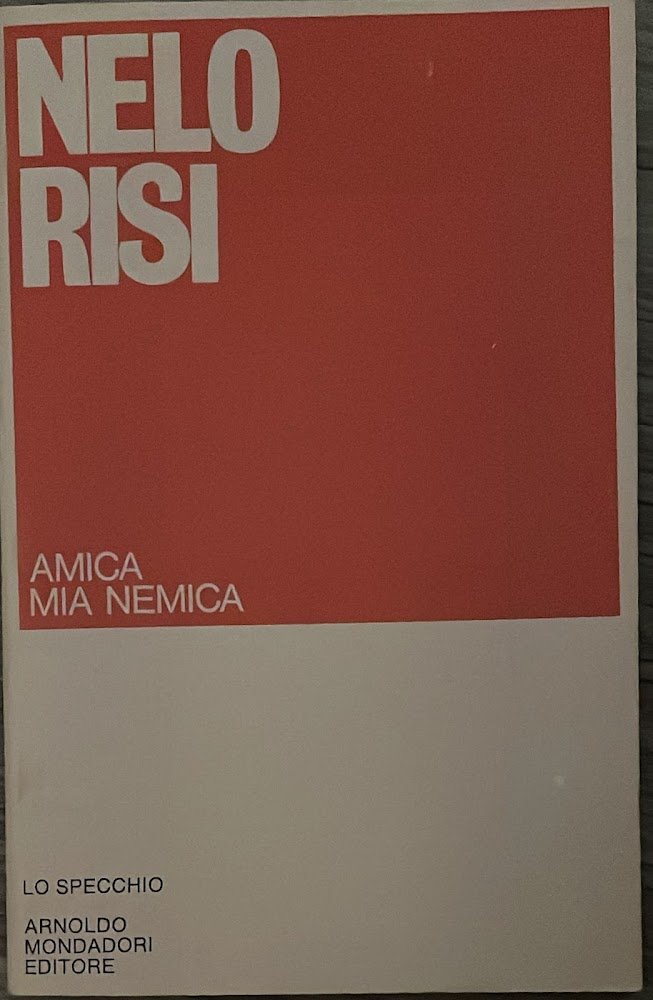 NELO
RISI
AMICA
MIA NEMICA
LO SPECCHIO
ARNOLDO
MONDADORI
EDITORE